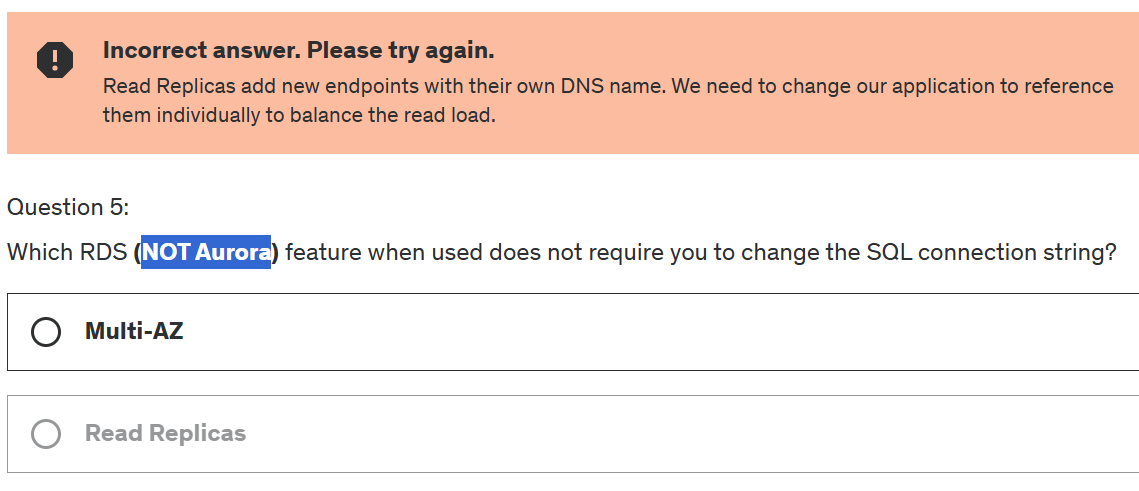 Incorrect answer. Please try again.
Read Replicas add new endpoints with their own DNS name. We need to change our application to reference
them individually to balance the read load.
Question 5:
Which RDS (NOT Aurora) feature when used does not require you to change the SQL connection string?
Multi-AZ
Read Replicas